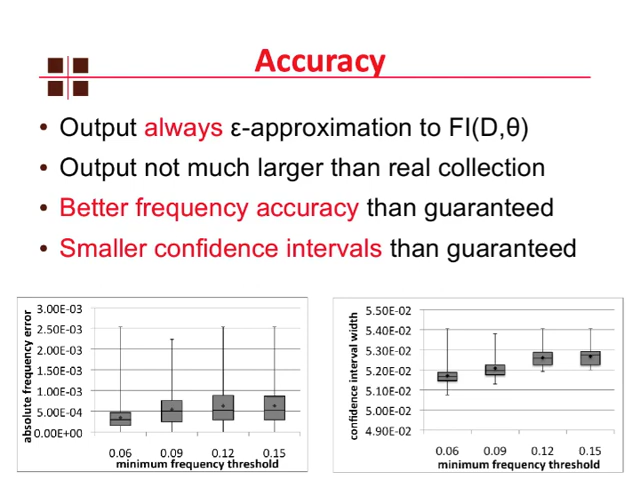 Accuracy
• Output always ε-approximation to FI(D,θ)
• Output not much larger than real collection
• Better frequency accuracy than guaranteed
• Smaller confidence intervals than guaranteed
absolute frequency error
3.00E-03
2.50E-03
2.00E-03
1.50E-03
1.00E-03
5.00E-04
0.00E+00
0.06 0.09 0.12 0.15
minimum frequency threshold
confidence interval width
5.50E-02
5.40E-02
5.30E-02
5.20E-02
5.10E-02
5.00E-02
4.90E-02
0.06 0.09 0.12 0.15
minimum frequency threshold